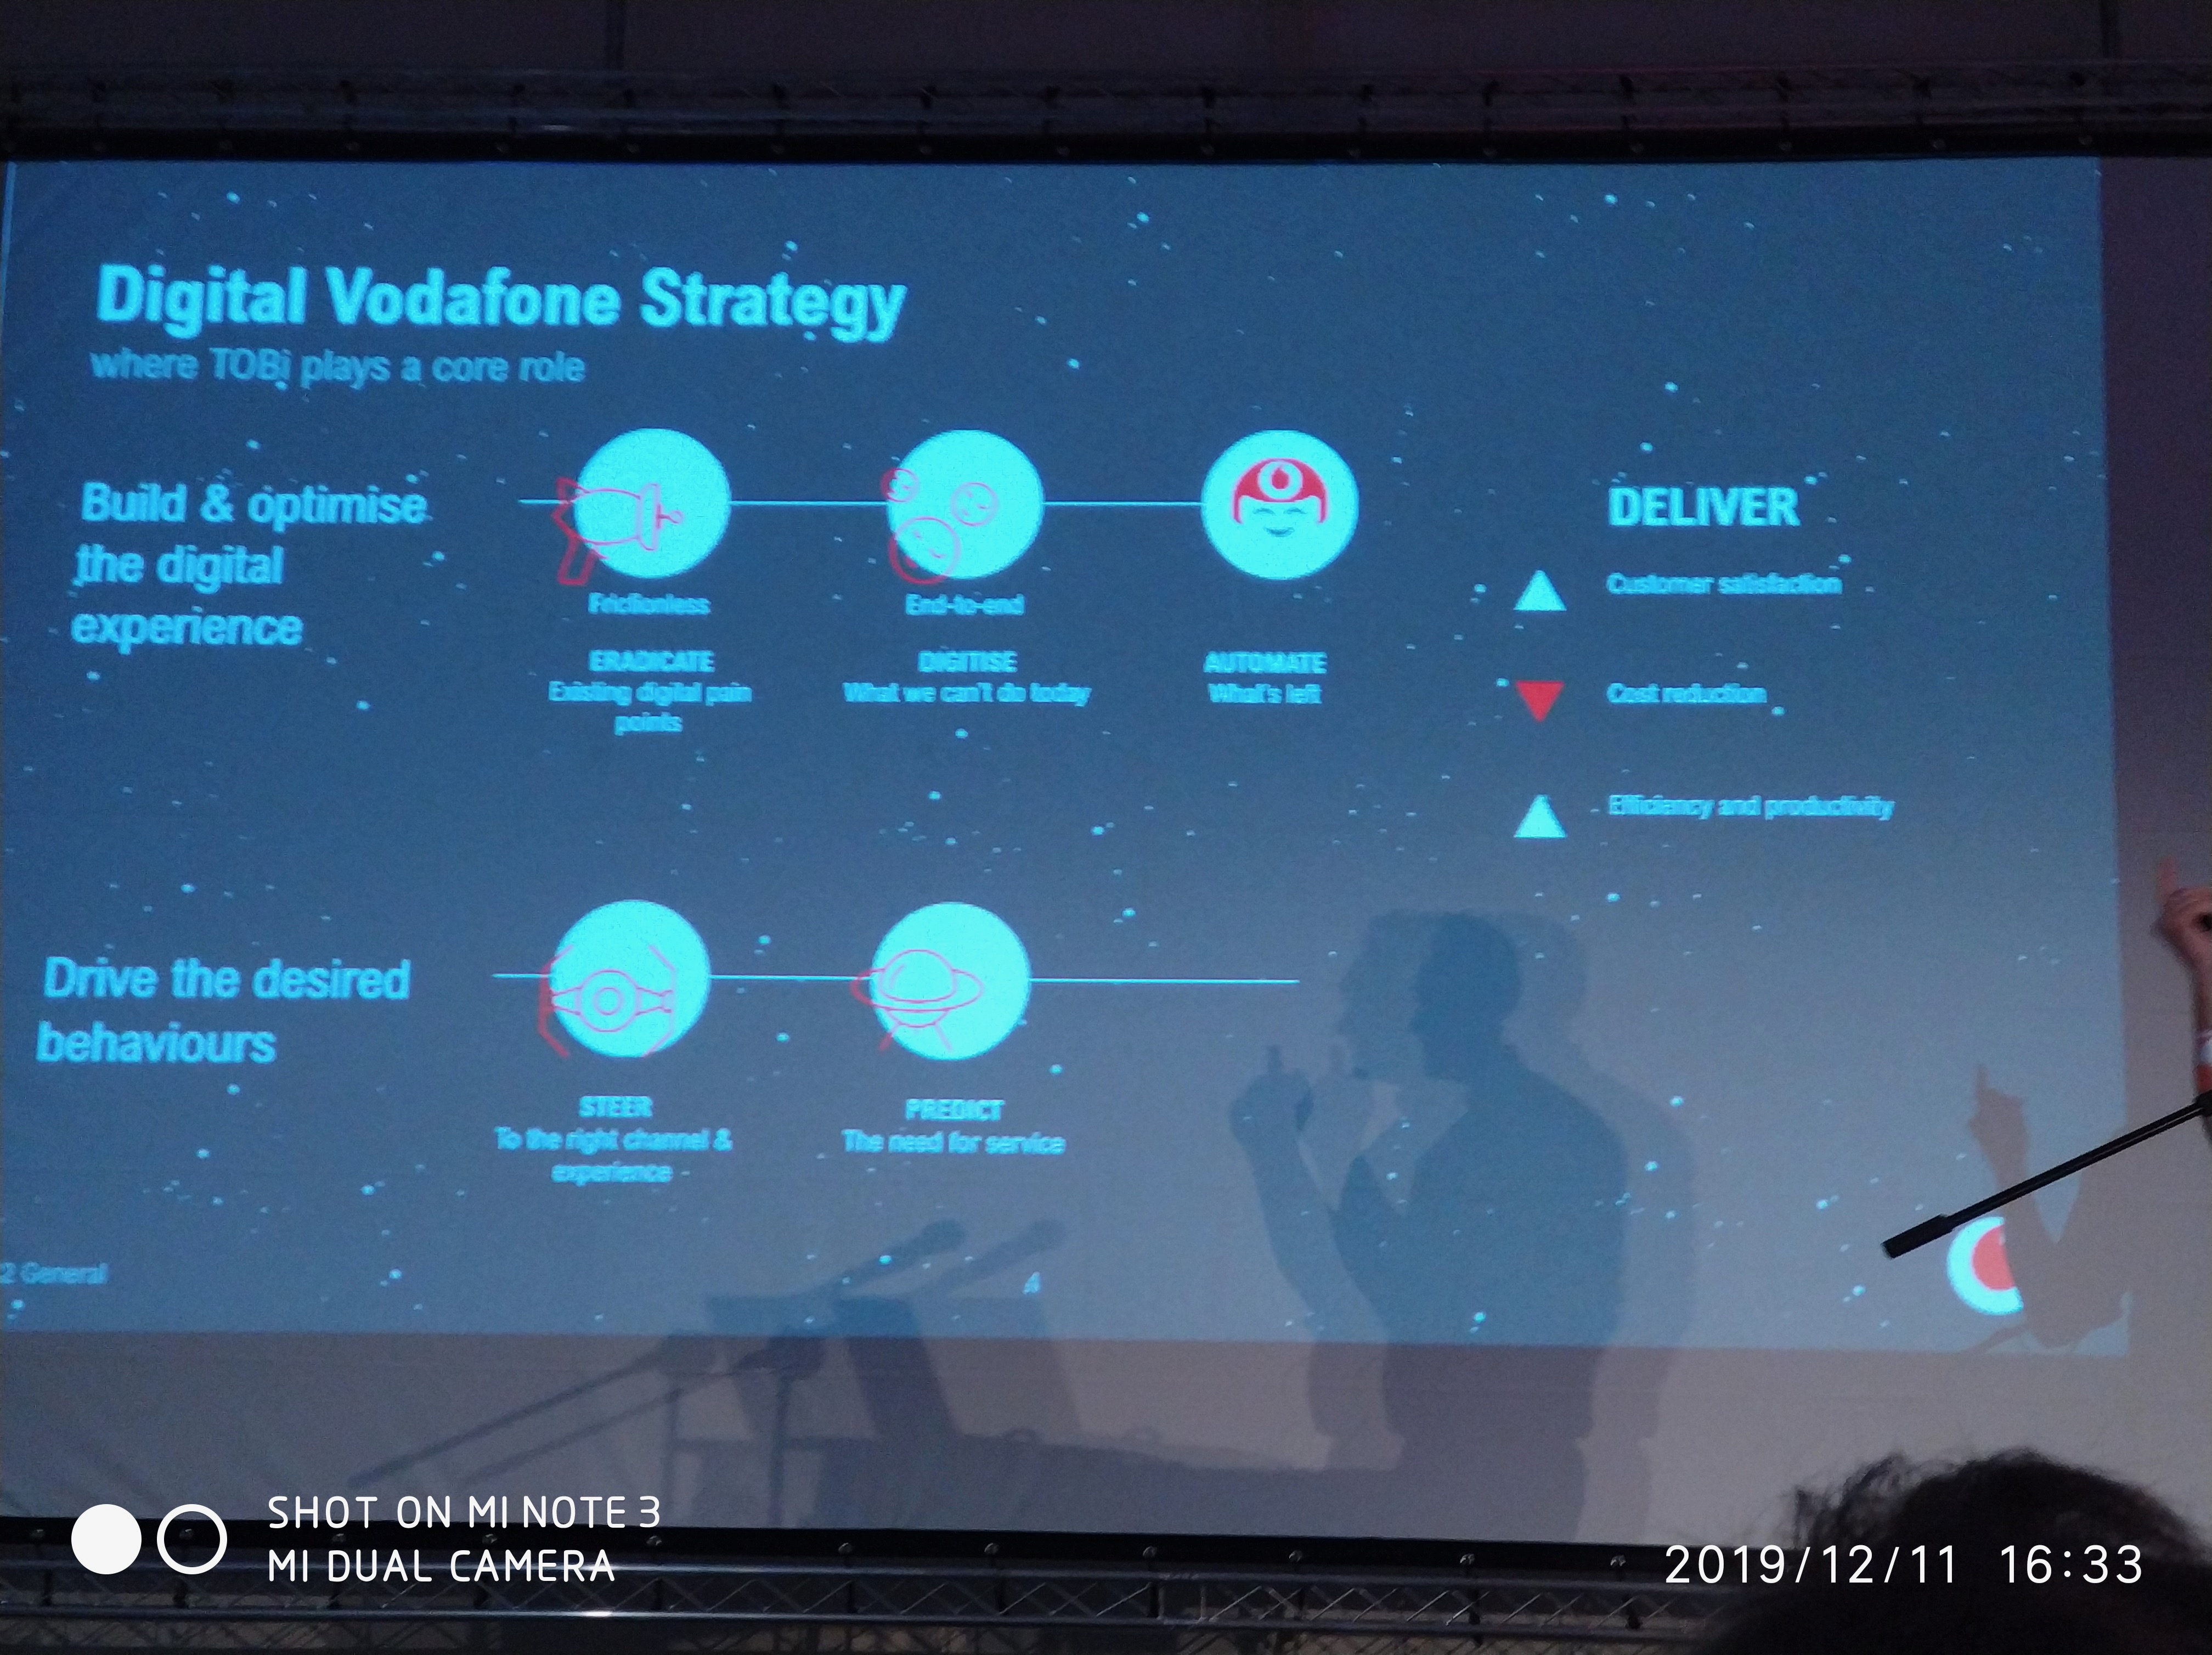 Digital Vodafone Strategy
where TOBi plays a core role
Build & optimise
the digital
experience
Frictionless
ERADICATE
Existing digital pain
points
End-to-end
DIGITISE
What we can't do today
AUTOMATE
What's left
DELIVER
Customer satisfaction
Cost reduction
Efficiency and productivity
Drive the desired
behaviours
STEER
To the right channel &
experience
PREDICT
The need for service
2 General
4
SHOT ON MI NOTE 3
MI DUAL CAMERA
2019/12/11 16:33